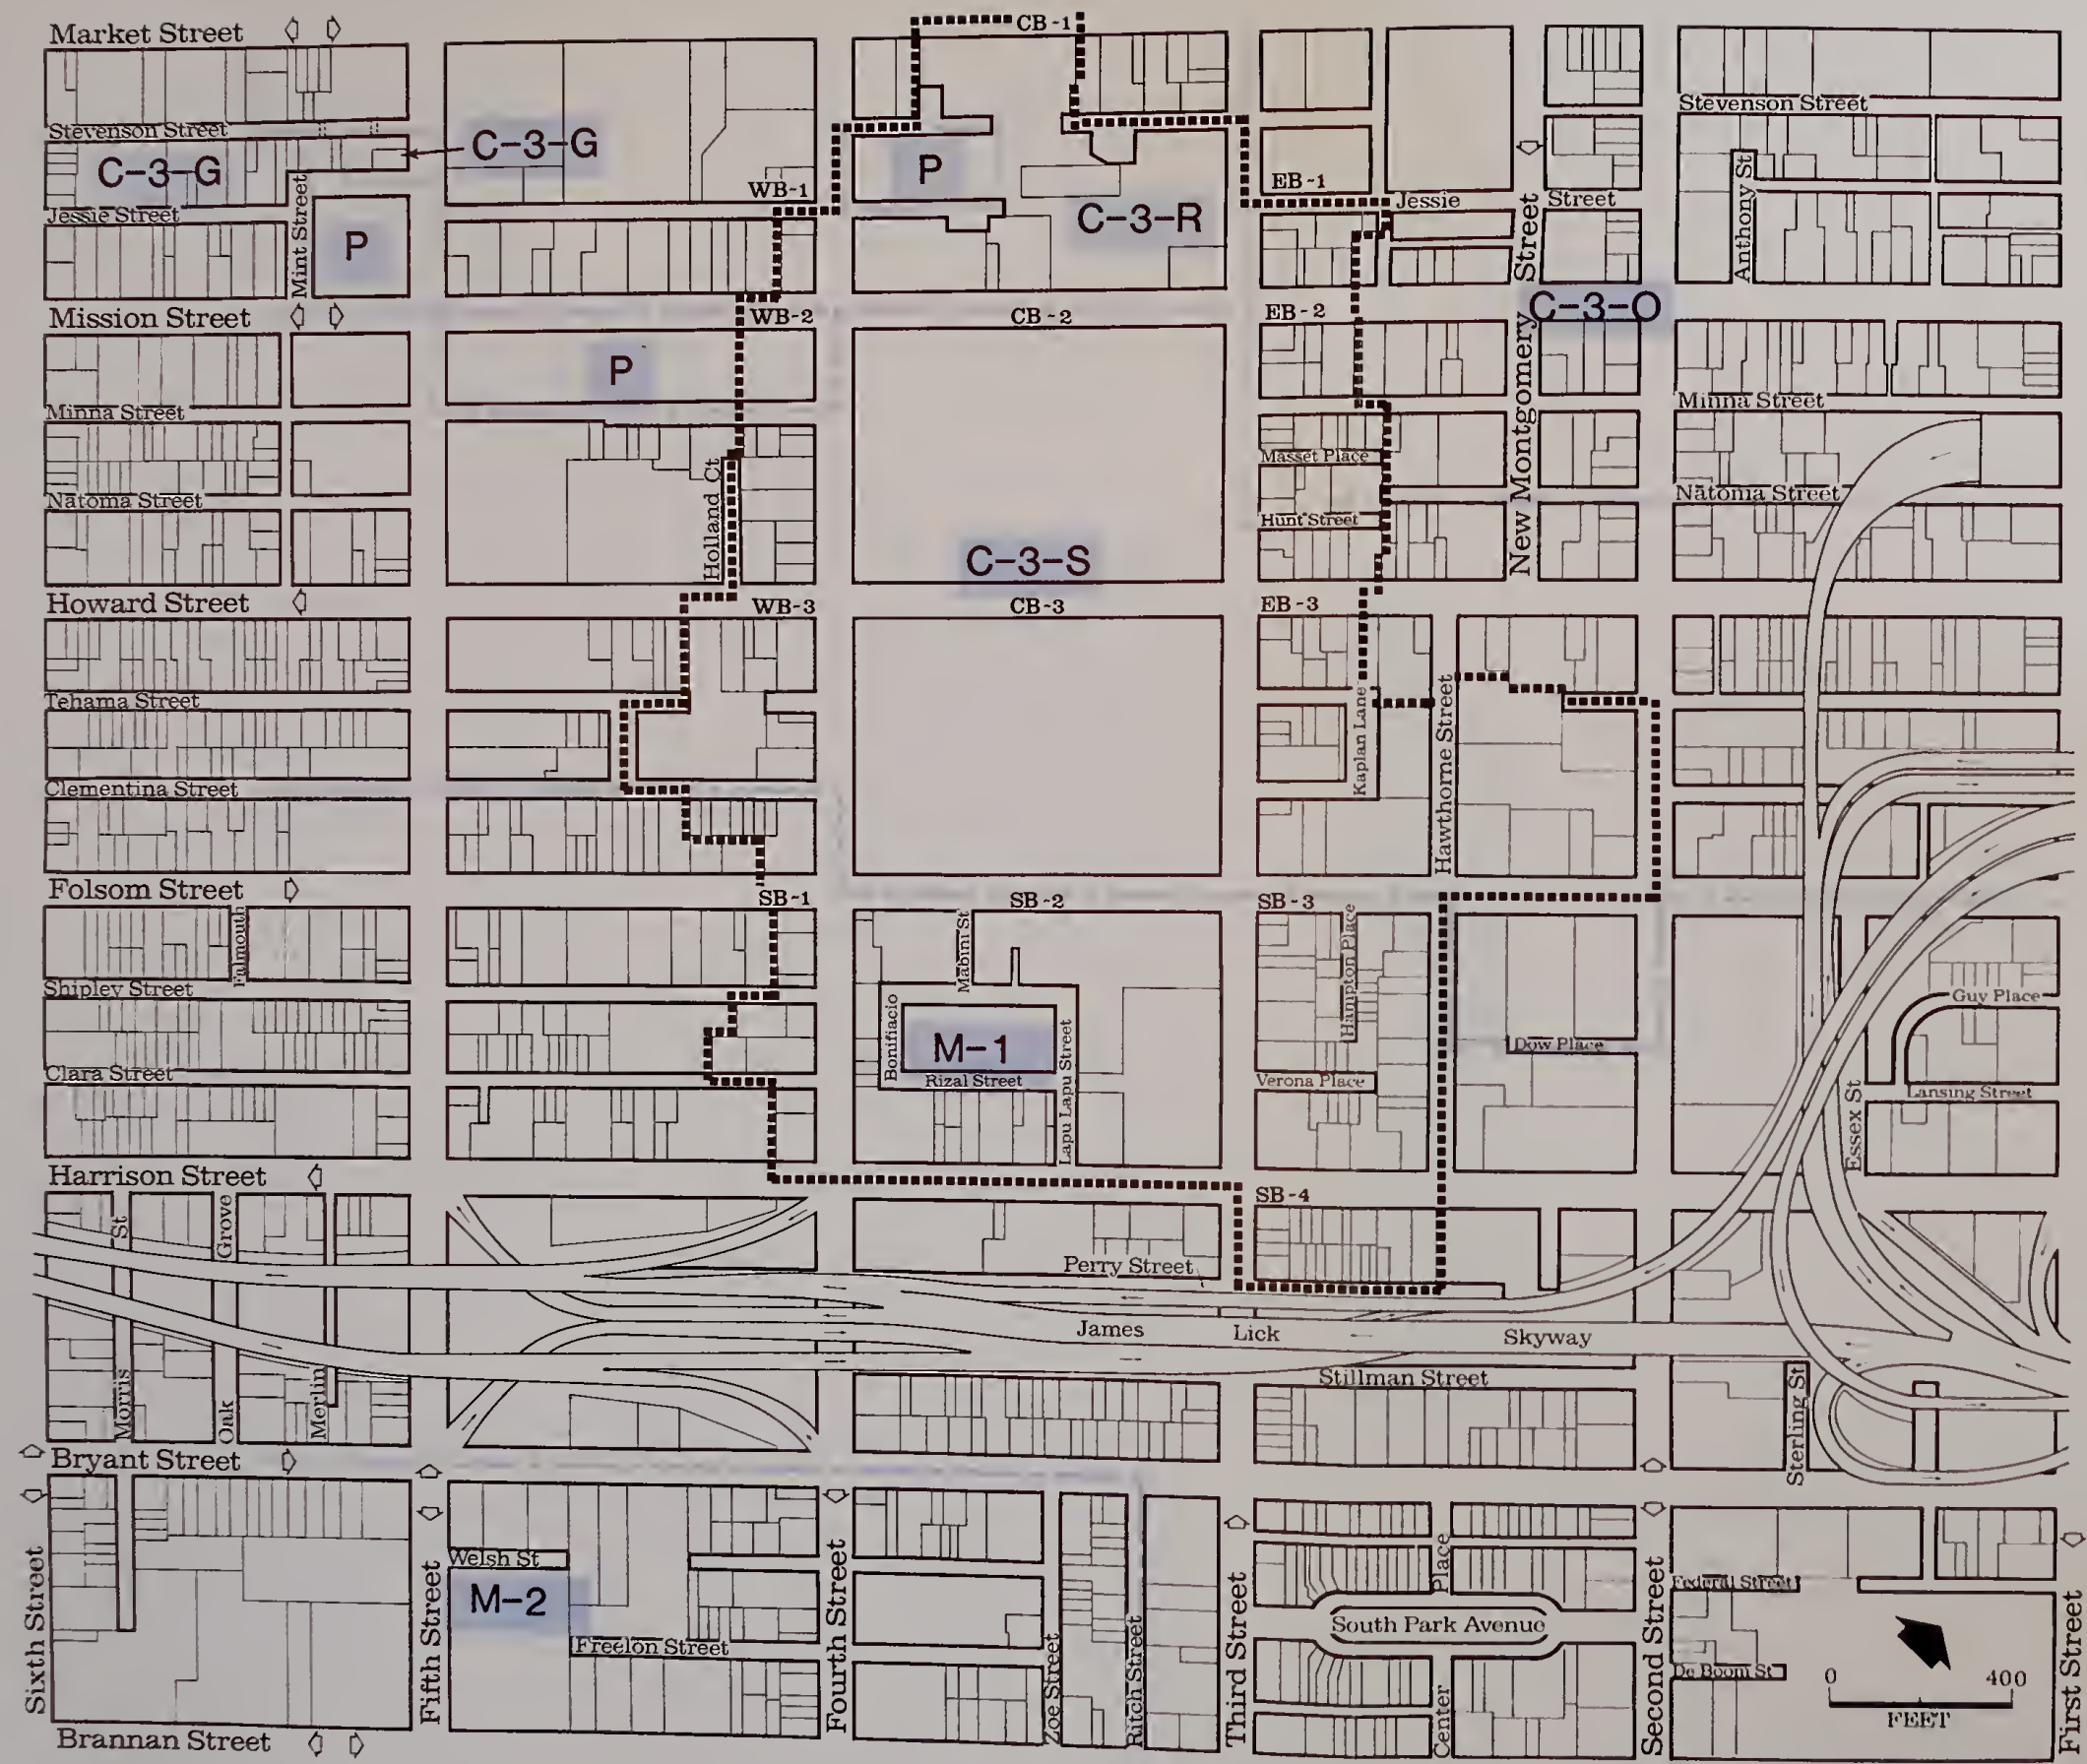 Market Street
CB-1
Stevenson Street
Stevenson Street
C-3-G
C-3-G
P
WB-1
EB-1
C-3-R
Jessie Street
Mint Street
P
Jessie
Street
Street
Anthony St
Mission Street
WB-2
CB-2
EB-2
C-3-O
P
New Montgomery
Minna Street
Minna Street
Masset Place
Natoma Street
Natoma Street
Holland Ct
Hunt Street
C-3-S
Howard Street
WB-3
CB-3
EB-3
Tehama Street
Kaplan Lane
Hawthorne Street
Clementina Street
Folsom Street
SB-1
SB-2
SB-3
Falmouth
Mabini St
Hampton Place
Shipley Street
Guy Place
Bonifiacio
M-1
Lapu Lapu Street
Dow Place
Clara Street
Rizal Street
Verona Place
Essex St
Lansing Street
Harrison Street
SB-4
St
Grove
Perry Street
James Lick Skyway
Morris
Oak
Merlin
Stillman Street
Sterling St
Bryant Street
Sixth Street
Fifth Street
Welsh St
M-2
Freelon Street
Fourth Street
Zoe Street
Ritch Street
Third Street
Place
South Park Avenue
Center
Second Street
Federal Street
De Boom St
0 400
FEET
First Street
Brannan Street